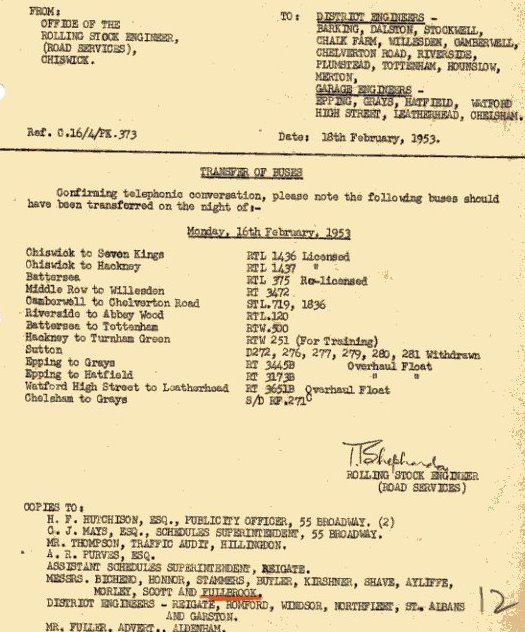 FROM:
OFFICE OF THE
ROLLING STOCK ENGINEER,
(ROAD SERVICES),
CHISWICK.
TO: DISTRICT ENGINEERS -
BARKING, DALSTON, STOCKWELL,
CHALK FARM, WILLESDEN, CAMBERWELL,
CHELVERTON ROAD, RIVERSIDE,
PLUMSTEAD, TOTTENHAM, HOUNSLOW,
MERTON,
GARAGE ENGINEERS -
EPPING, GRAYS, HATFIELD, WATFORD
HIGH STREET, LEATHERHEAD, CHELSHAM.
Ref. C.16/4/FK.373
Date: 18th February, 1953.
TRANSFER OF BUSES
Confirming telephonic conversation, please note the following buses should
have been transferred on the night of:-
Monday, 16th February, 1953
Chiswick to Seven Kings RTL 1436 Licensed
Chiswick to Hackney RTL 1437 "
Battersea RTL 375 Re-licensed
Middle Row to Willesden RT 3472
Camberwell to Chelverton Road STL.719, 1836
Riverside to Abbey Wood RTL.120
Battersea to Tottenham RTW.500
Hackney to Turnham Green RTW 251 (For Training)
Sutton D272, 276, 277, 279, 280, 281 Withdrawn
Epping to Grays RT 3445B Overhaul Float
Epping to Hatfield RT 3173B " "
Watford High Street to Leatherhead RT 3651B Overhaul Float
Chelsham to Grays S/D RF.271C
T. Shephard
ROLLING STOCK ENGINEER
(ROAD SERVICES)
COPIES TO:
H. F. HUTCHISON, ESQ., PUBLICITY OFFICER, 55 BROADWAY. (2)
C. J. MAYS, ESQ., SCHEDULES SUPERINTENDENT, 55 BROADWAY.
MR. THOMPSON, TRAFFIC AUDIT, HILLINGDON.
A. R. PURVES, ESQ.
ASSISTANT SCHEDULES SUPERINTENDENT, REIGATE.
MESSRS. BICHENO, HONNOR, STAMMERS, BUTLER, KIRSHNER, SHAVE, AYLIFFE,
MORLEY, SCOTT AND FULLBROOK.
DISTRICT ENGINEERS - REIGATE, ROMFORD, WINDSOR, NORTHFLEET, ST. ALBANS
AND GARSTON.
MR. FULLER, ADVERT., ALDENHAM.
12